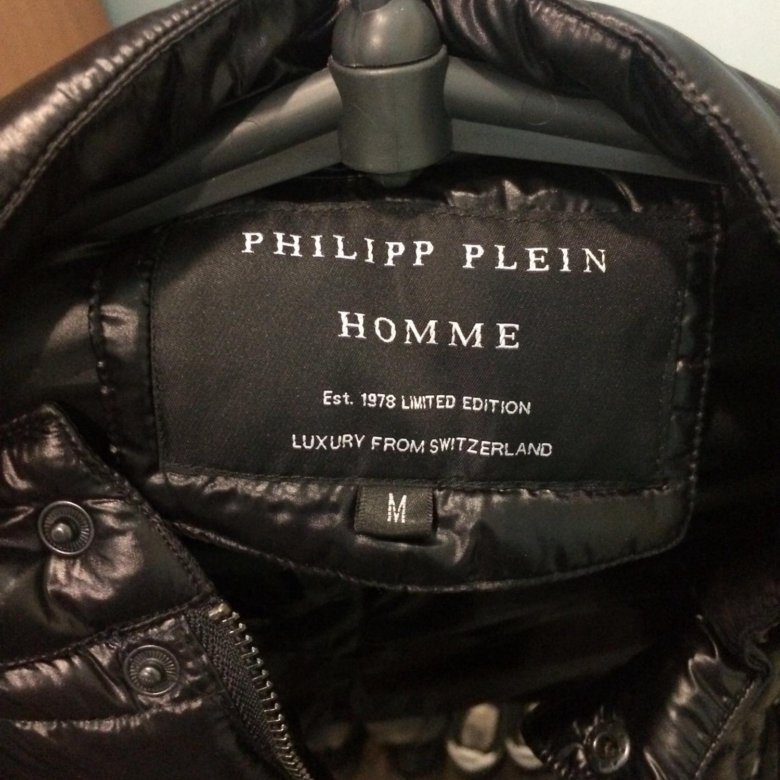 PHILIPP PLEIN
HOMME
Est. 1978 LIMITED EDITION
LUXURY FROM SWITZERLAND
M